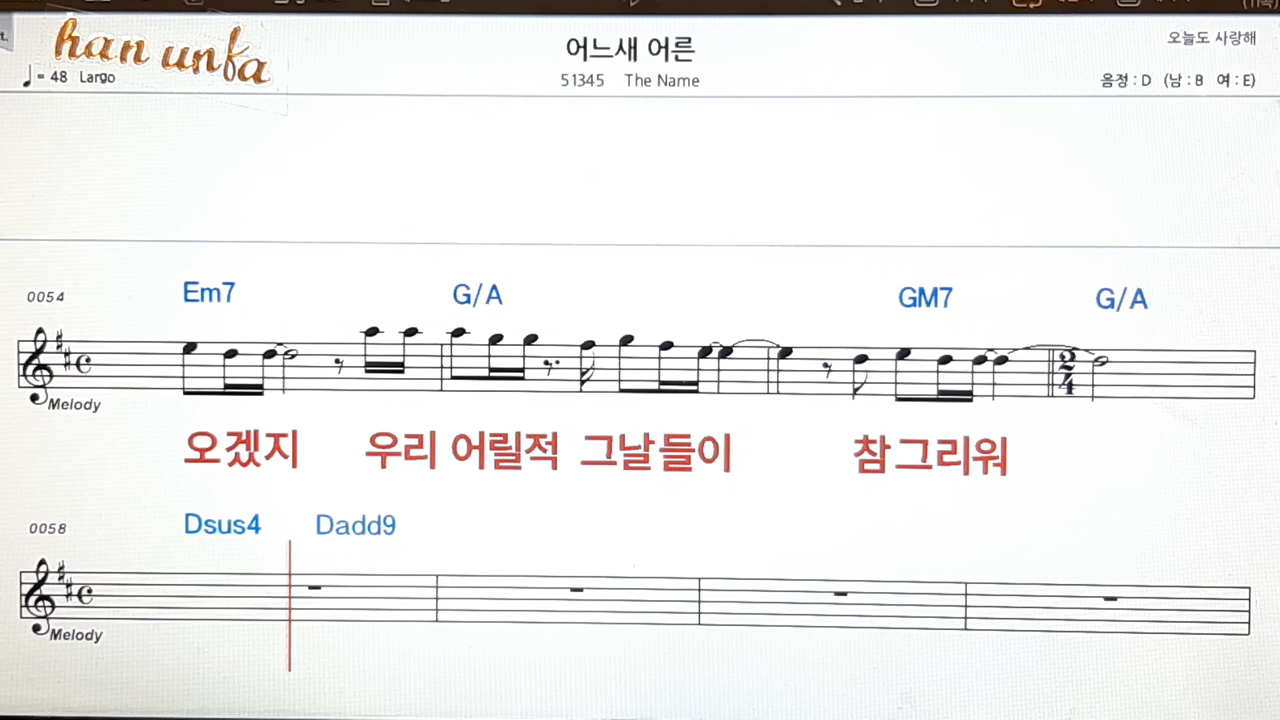 han unfa
어느새 어른
오늘도 사랑해
♩= 48 Largo
51345 The Name
음정 : D (남 : B 여 : E)
0054
Em7 G/A GM7 G/A
2
4
Melody
오겠지 우리 어릴적 그날들이 참그리워
0058
Dsus4 Dadd9
Melody